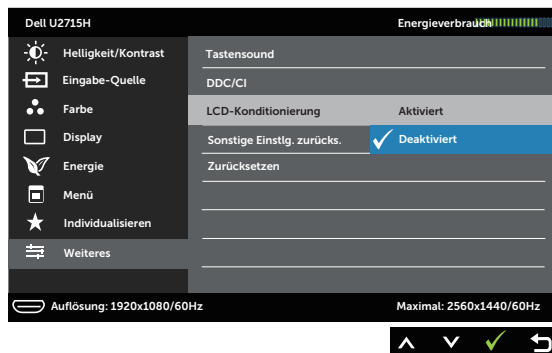 Dell U2715H
Energieverbrauch
Helligkeit/Kontrast
Eingabe-Quelle
Farbe
Display
Energie
Menü
Individualisieren
Weiteres
Tastensound
DDC/CI
LCD-Konditionierung Aktiviert
Sonstige Einstlg. zurücks. Deaktiviert
Zurücksetzen
Auflösung: 1920x1080/60Hz
Maximal: 2560x1440/60Hz